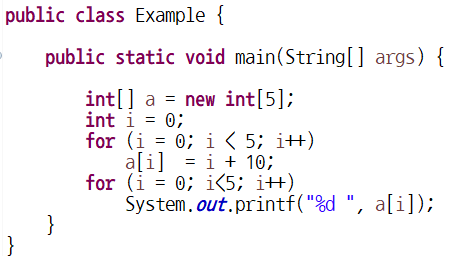 public class Example {
public static void main(String[] args) {
int[] a = new int[5];
int i = 0;
for (i = 0; i < 5; i++)
a[i]  = i + 10;
for (i = 0; i<5; i++)
System.out.printf("%d ", a[i]);
}
}